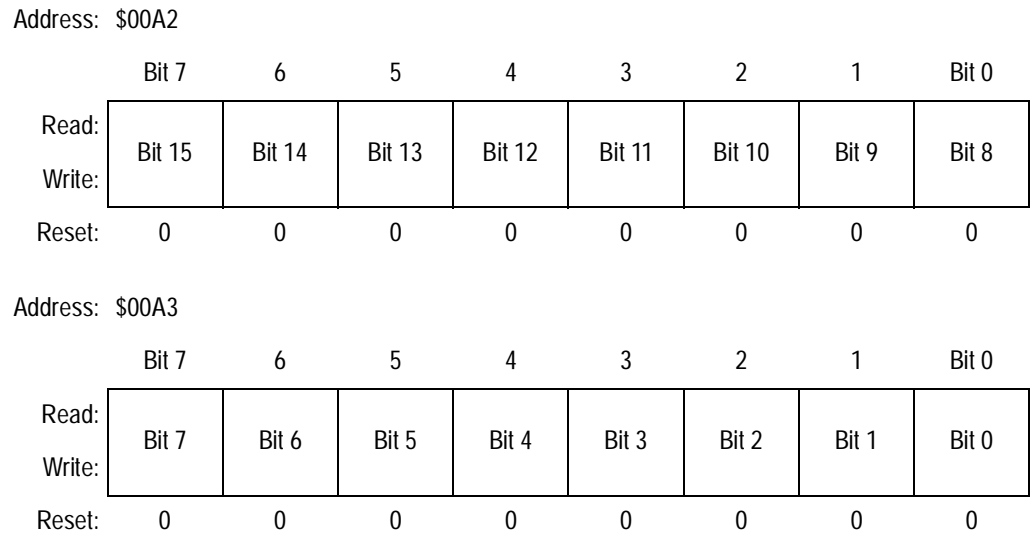 Address: $00A2
Bit 7 6 5 4 3 2 1 Bit 0
Read:
Bit 15 Bit 14 Bit 13 Bit 12 Bit 11 Bit 10 Bit 9 Bit 8
Write:
Reset: 0 0 0 0 0 0 0 0
Address: $00A3
Bit 7 6 5 4 3 2 1 Bit 0
Read:
Bit 7 Bit 6 Bit 5 Bit 4 Bit 3 Bit 2 Bit 1 Bit 0
Write:
Reset: 0 0 0 0 0 0 0 0